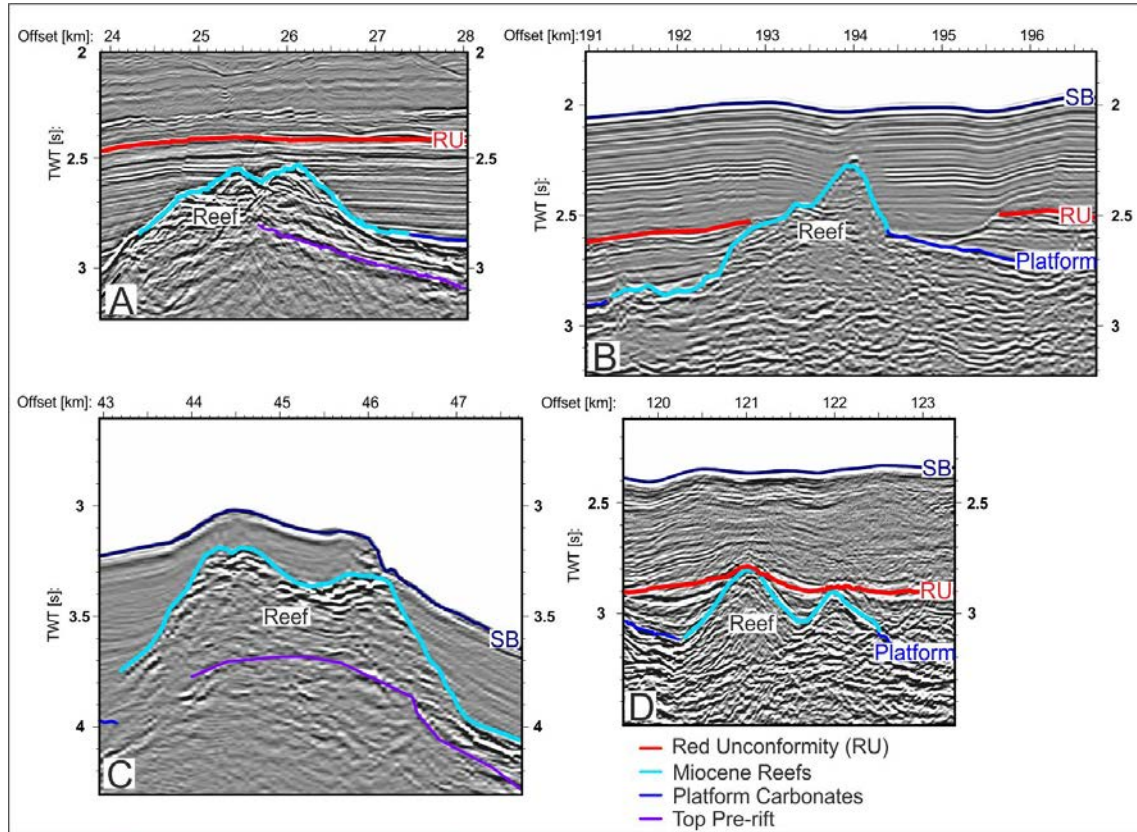 Offset [km]:
24 25 26 27 28
2 2
RU
2.5 2.5
TWT [s]:
Reef
3 3
A
Offset [km]:
191 192 193 194 195 196
SB
2 2
TWT [s]:
RU
2.5 2.5
Reef
Platform
3 3
B
Offset [km]:
43 44 45 46 47
3 3
TWT [s]:
3.5 3.5
Reef
SB
4 4
C
Offset [km]:
120 121 122 123
SB
2.5 2.5
TWT [s]:
RU
3 3
Reef
Platform
D
Red Unconformity (RU)
Miocene Reefs
Platform Carbonates
Top Pre-rift